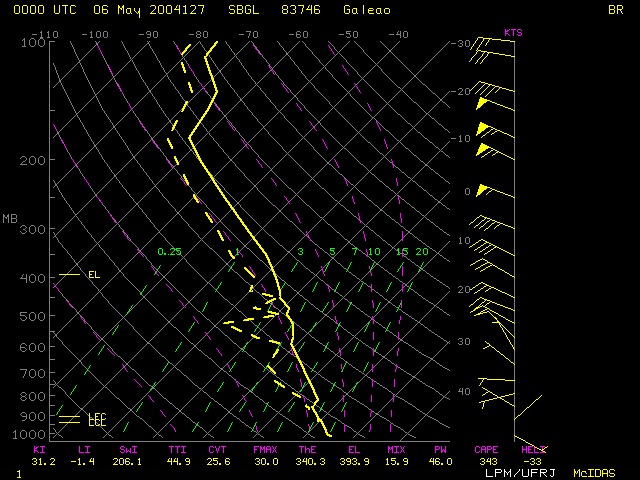 0000 UTC 06 May 2004127 SBGL 83746 Galeao BR
-110 -100 -90 -80 -70 -60 -50 -40 KTS
100 -30
-20
-10
200
0
MB
300
0.25 1 3 5 7 10 15 20
10
EL
400
20
500
30
600
700
40
800
900 LFC
LCL
1000
KI LI SWI TTI CVT FMAX ThE EL MIX PW CAPE HELI
31.2 -1.4 206.1 44.9 25.6 30.0 340.3 393.9 15.9 46.0 343 -33
1 LPM/UFRJ McIDAS